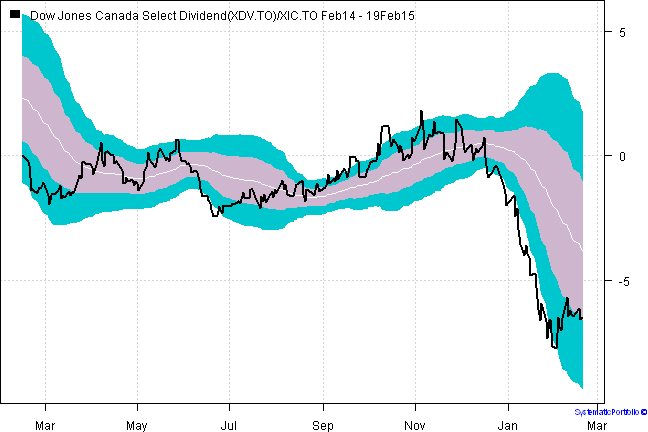 Dow Jones Canada Select Dividend(XDV.TO)/XIC.TO Feb14 - 19Feb15
5
0
-5
SystematicPortfolio ©
Mar May Jul Sep Nov Jan Mar